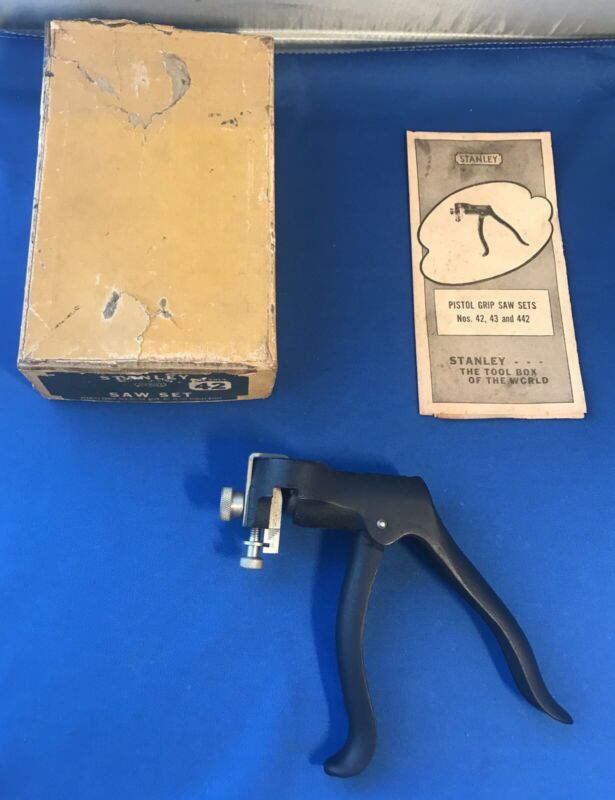 STANLEY
42
SAW SET
STANLEY
PISTOL GRIP SAW SETS
Nos. 42, 43 and 442
STANLEY - - -
THE TOOL BOX
OF THE WORLD